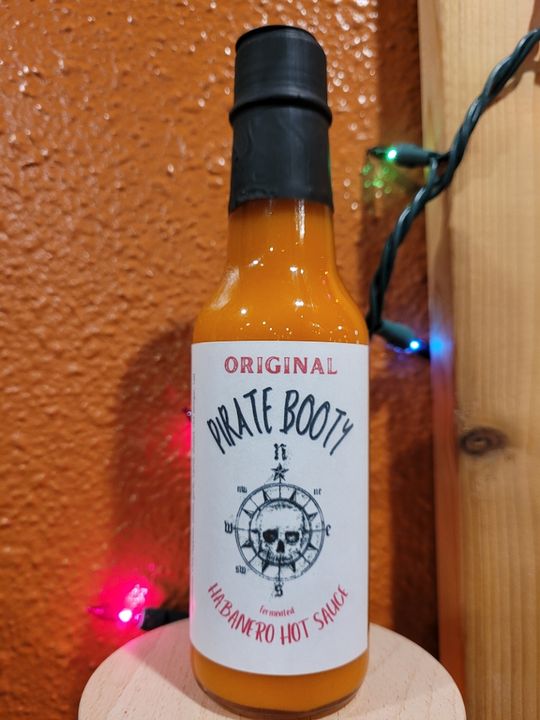 ORIGINAL
PIRATE BOOTY
n
nw ne
w e
sw
s
fermented
HABANERO HOT SAUCE